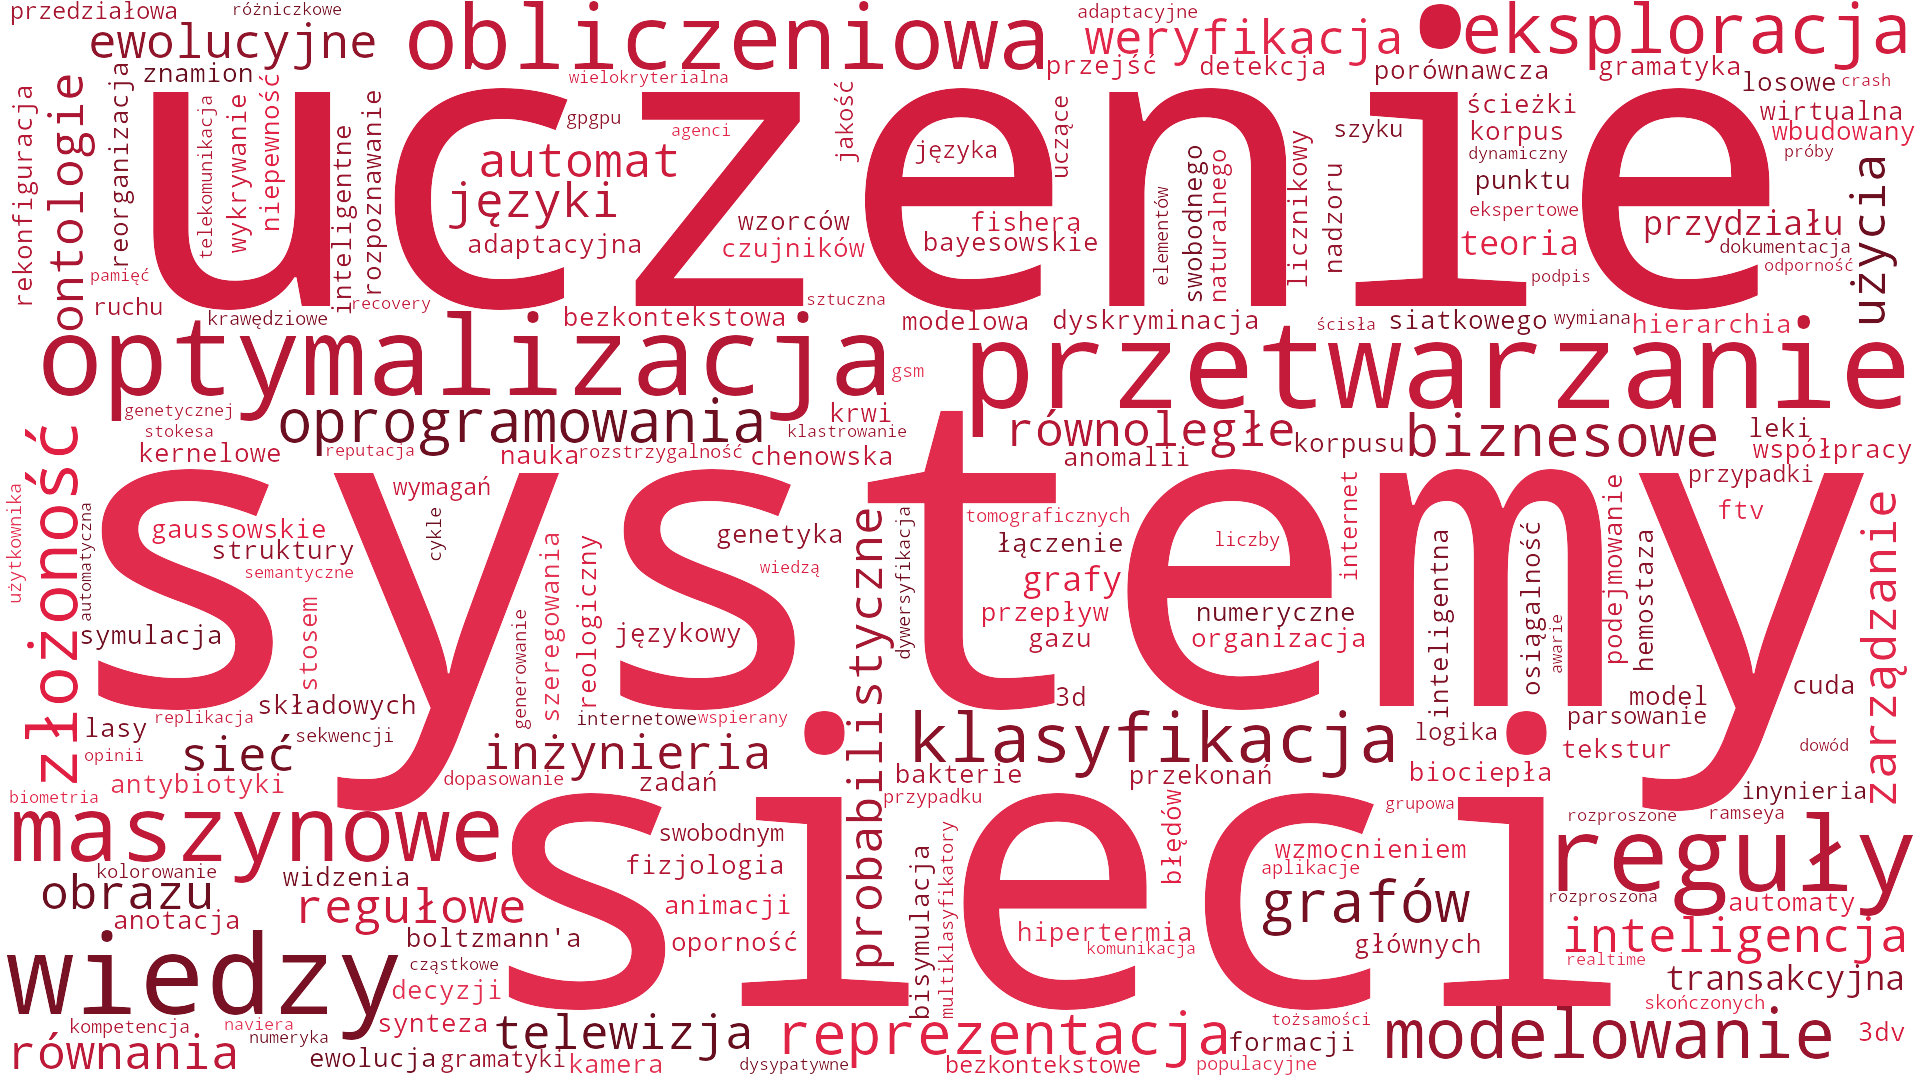 przedziałowa
różniczkowe
ewolucyjne
obliczeniowa
adaptacyjne
weryfikacja
eksploracja
znamion
wielokryterialna
przejść
detekcja
porównawcza
gramatyka
losowe
crash
rekonfiguracja
ontologie
reorganizacja
telekomunikacja
wykrywanie
niepewność
inteligentne
rozpoznawanie
uczenie
gpgpu
automat
języki
adaptacyjna
agenci
wzorców
czujników
jakość
języka
fishera
bayesowskie
uczące
elementów
swobodnego
naturalnego
licznikowy
szyku
nadzoru
ścieżki
korpus
dynamiczny
punktu
ekspertowe
teoria
podpis
wirtualna
wbudowany
próby
przydziału
dokumentacja
odporność
użycia
pamięć
ruchu
krawędziowe
recovery
sztuczna
bezkontekstowa
modelowa
dyskryminacja
ścisła
siatkowego
wymiana
hierarchia
optymalizacja
gsm
przetwarzanie
genetycznej
stokesa
oprogramowania
krwi
klastrowanie
równoległe
korpusu
biznesowe
leki
współpracy
złożoność
kernelowe
reputacja
nauka
rozstrzygalność
chenowska
anomalii
przypadki
systemy
użytkownika
automatyczna
gaussowskie
struktury
semantyczne
wymagań
cykle
genetyka
wiedzą
probabilistyczne
dywersyfikacja
tomograficznych
łączenie
grafy
przepływ
gazu
liczby
numeryczne
organizacja
internet
inteligentna
osiągalność
awarie
podejmowanie
hemostaza
ftv
zarządzanie
symulacja
stosem
generowanie
szeregowania
reologiczny
językowy
3d
model
cuda
lasy
replikacja
składowych
internetowe
wspierany
parsowanie
opinii
sieć
sekwencji
inżynieria
klasyfikacja
logika
tekstur
dowód
antybiotyki
dopasowanie
zadań
bakterie
przekonań
biociepła
inynieria
biometria
przypadku
grupowa
rozproszone
ramseya
maszynowe
sieci
swobodnym
fizjologia
błędów
wzmocnieniem
aplikacje
reguły
kolorowanie
widzenia
obrazu
anotacja
regułowe
animacji
bisymulacja
multiklasyfikatory
grafów
rozproszona
automaty
boltzmann'a
oporność
hipertermia
komunikacja
głównych
inteligencja
realtime
wiedzy
cząstkowe
decyzji
transakcyjna
skończonych
kompetencja
naviera
numeryka
synteza
telewizja
reprezentacja
tożsamości
formacji
modelowanie
3dv
równania
ewolucja
gramatyki
kamera
dysypatywne
bezkontekstowe
populacyjne